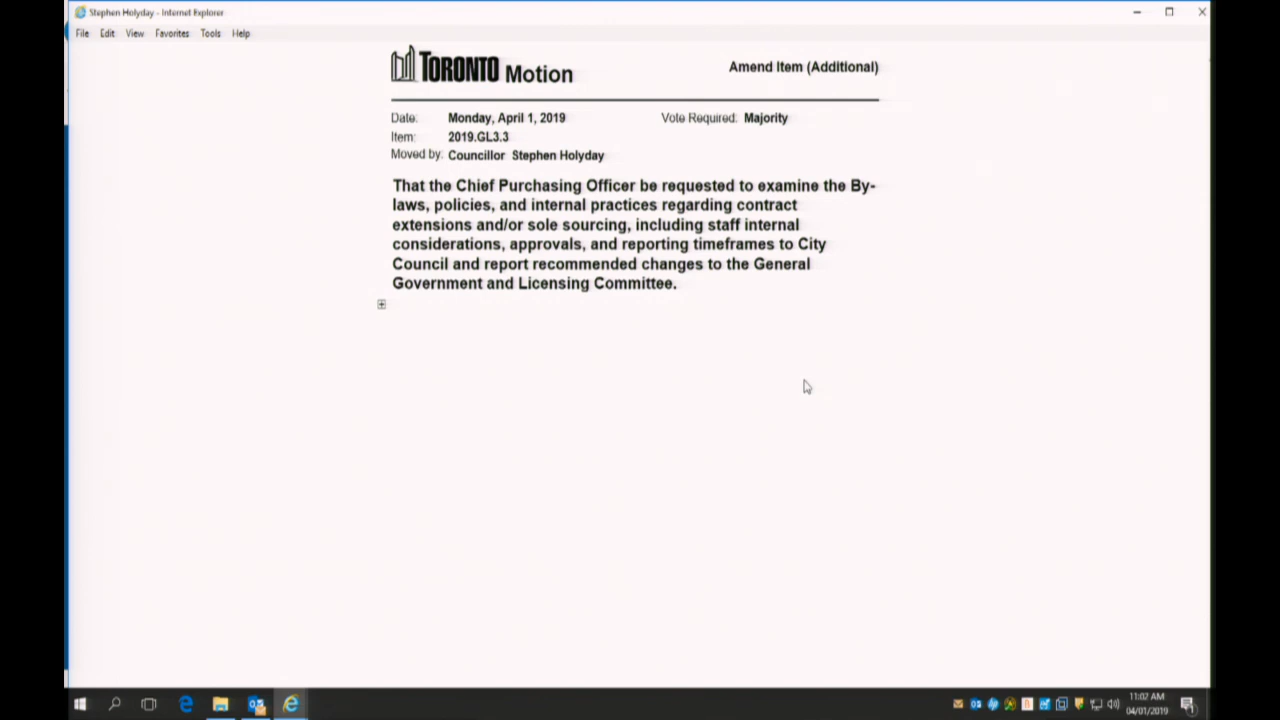 Stephen Holyday - Internet Explorer
File Edit View Favorites Tools Help
TORONTO Motion
Amend Item (Additional)
Date: Monday, April 1, 2019 Vote Required: Majority
Item: 2019.GL3.3
Moved by: Councillor Stephen Holyday
That the Chief Purchasing Officer be requested to examine the By-
laws, policies, and internal practices regarding contract
extensions and/or sole sourcing, including staff internal
considerations, approvals, and reporting timeframes to City
Council and report recommended changes to the General
Government and Licensing Committee.
11:02 AM
04/01/2019